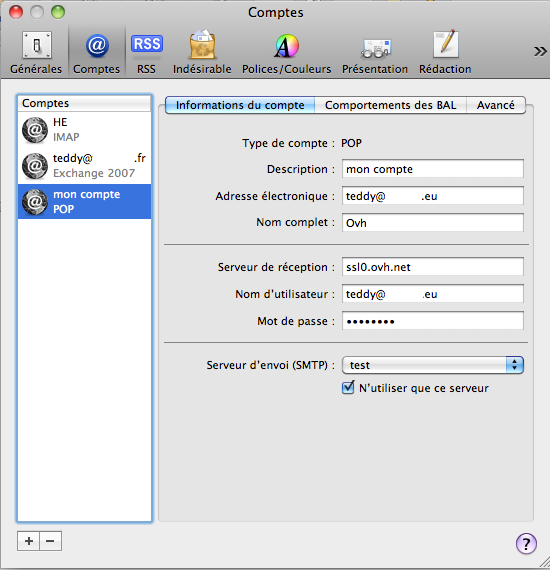 Comptes
Générales Comptes RSS Indésirable Polices/Couleurs Présentation Rédaction »
RSS
Comptes
HE
IMAP
teddy@ .fr
Exchange 2007
mon compte
POP
Informations du compte Comportements des BAL Avancé
Type de compte : POP
Description : mon compte
Adresse électronique : teddy@ .eu
Nom complet : Ovh
Serveur de réception : ssl0.ovh.net
Nom d'utilisateur : teddy@ .eu
Mot de passe : ••••••••
Serveur d'envoi (SMTP) : test
N'utiliser que ce serveur
+ − ?